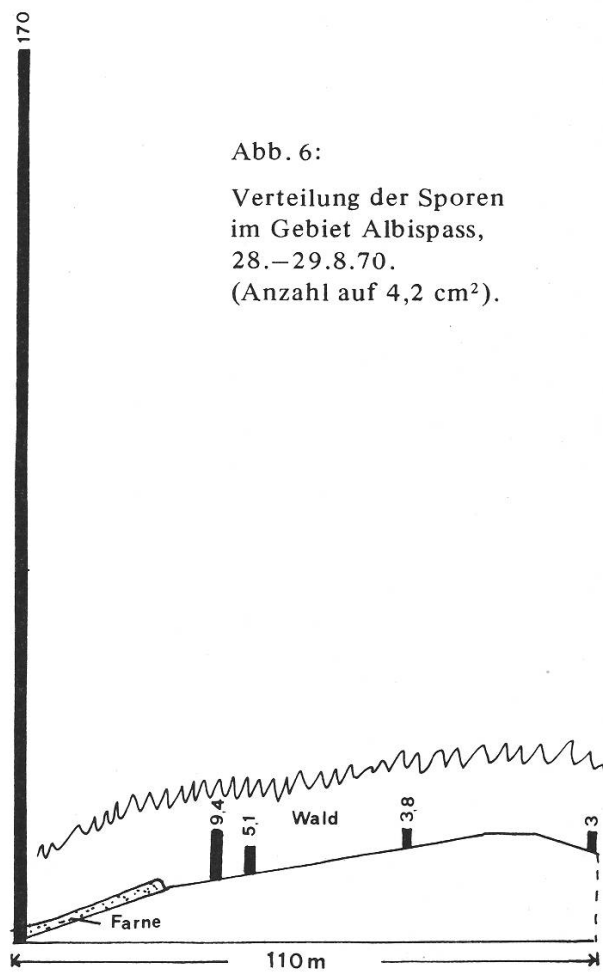 170
Abb. 6:
Verteilung der Sporen
im Gebiet Albispass,
28.–29.8.70.
(Anzahl auf 4,2 cm²).
9,4
5,1
Wald
3,8
3
Farne
110 m